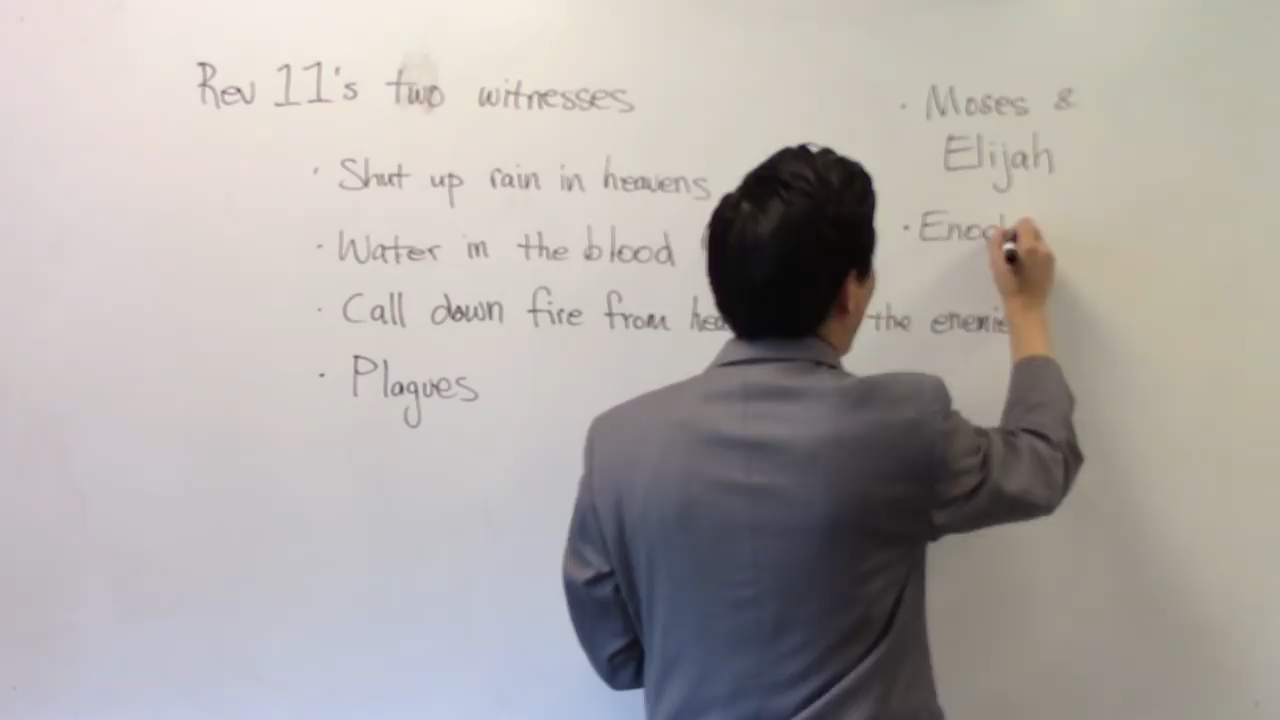 Rev 11's two witnesses
· Shut up rain in heavens
· Water in the blood
· Call down fire from the enemies
· Plagues
· Moses &
Elijah
· Enoch